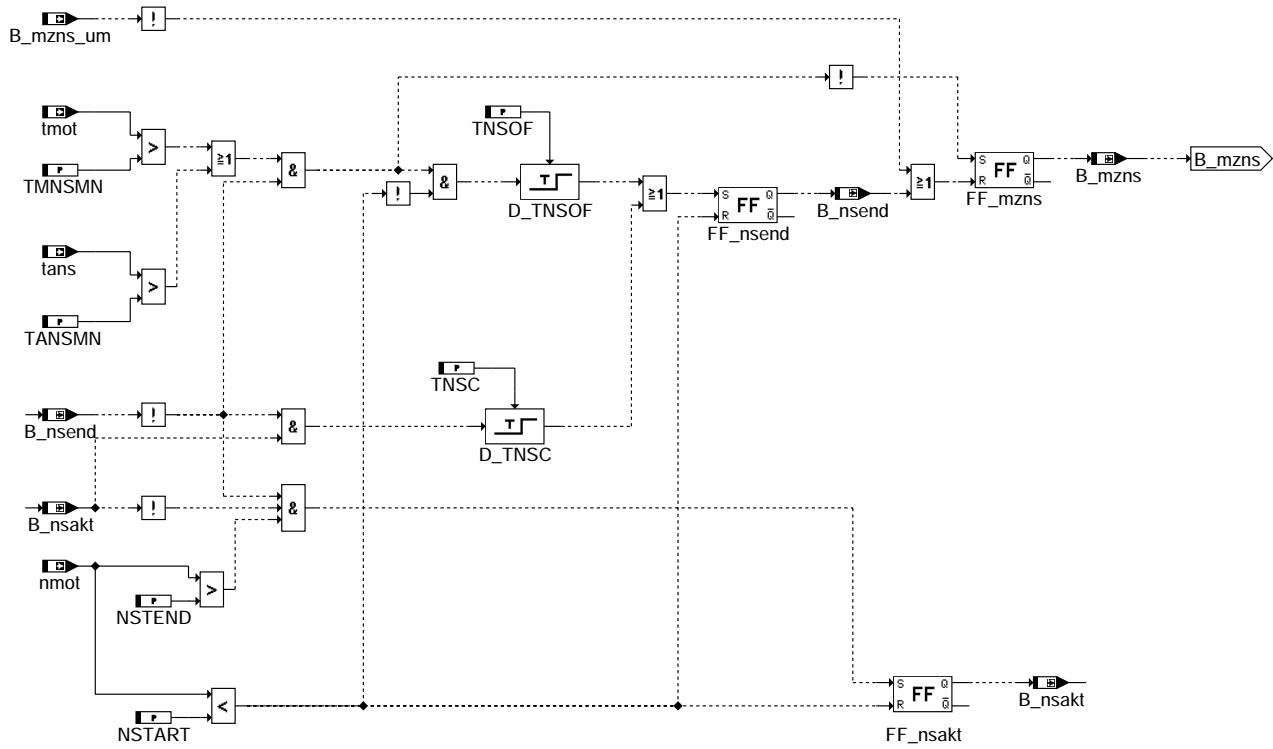 !
B_mzns_um
!
tmot
P
TNSOF
>
≥1
&
P
TMNSMN
!
&
T
D_TNSOF
≥1
S FF Q
R Q̅
FF_nsend
B_nsend
≥1
S FF Q
R Q̅
FF_mzns
B_mzns
B_mzns
tans
>
P
TANSMN
P
TNSC
B_nsend
!
&
T
D_TNSC
B_nsakt
!
&
nmot
>
P
NSTEND
<
P
NSTART
S FF Q
R Q̅
FF_nsakt
B_nsakt